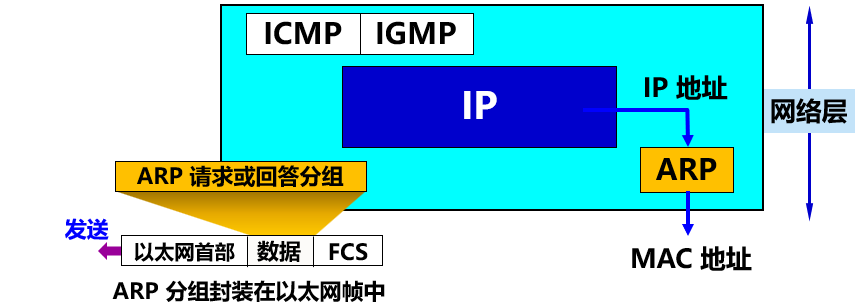 ICMP IGMP
IP
IP 地址
网络层
ARP
ARP 请求或回答分组
发送
以太网首部 数据 FCS
MAC 地址
ARP 分组封装在以太网帧中